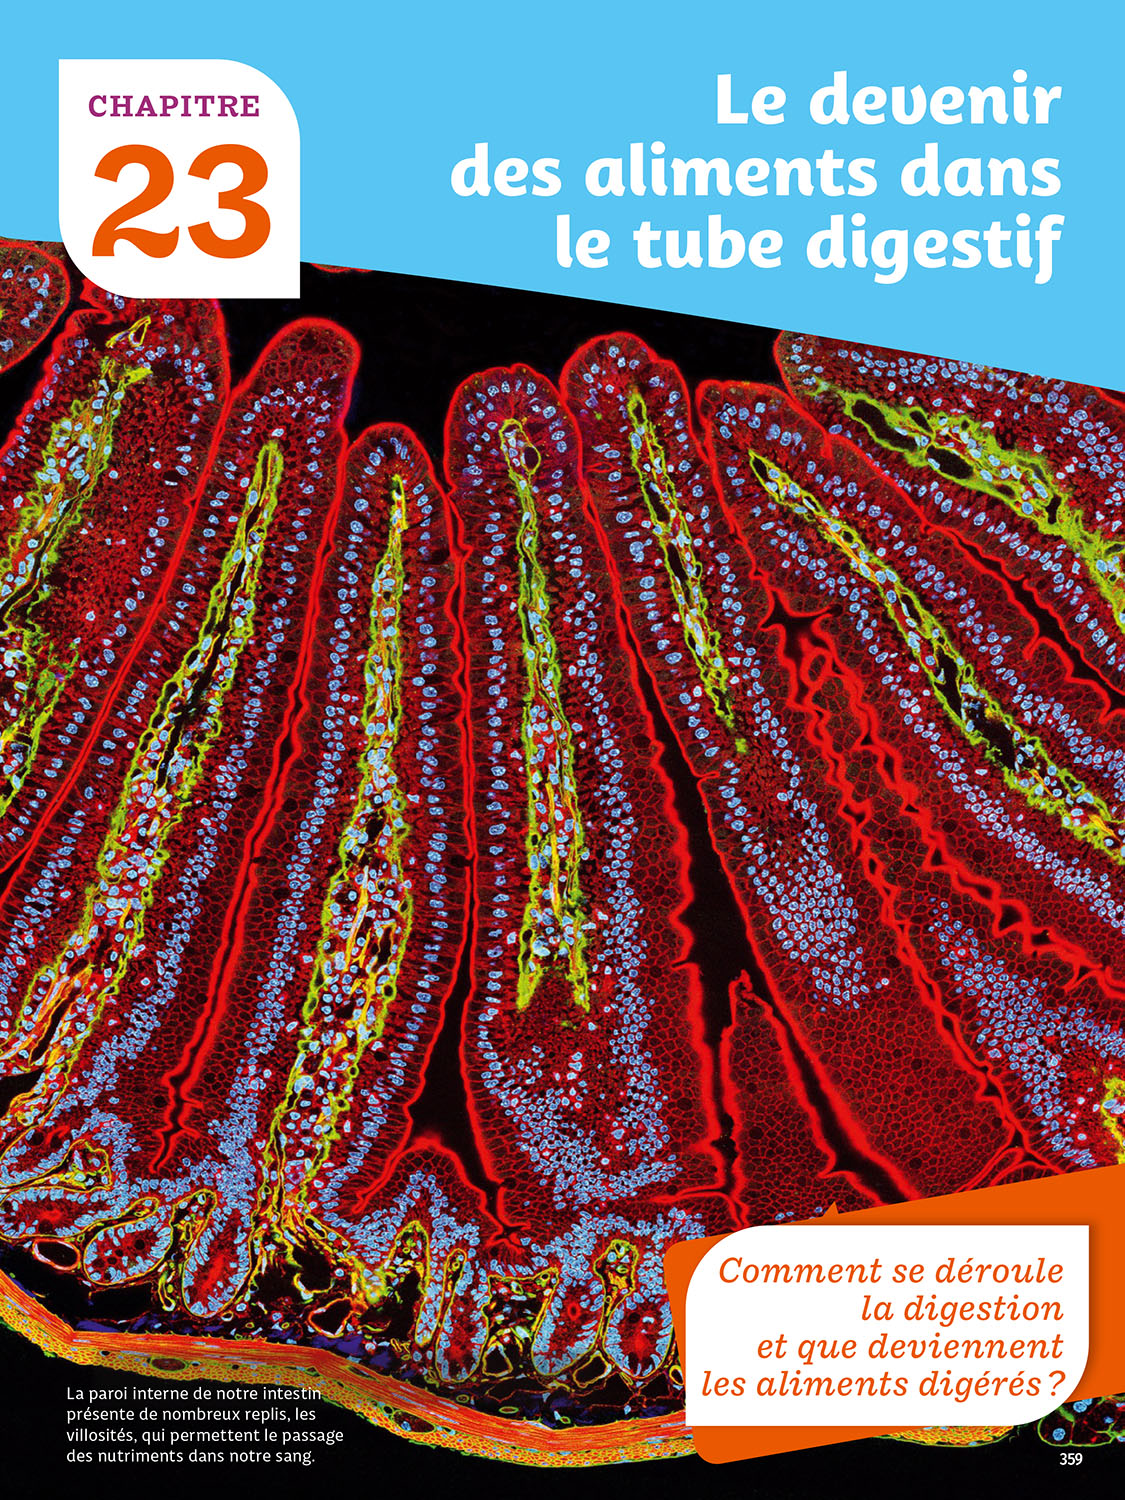 CHAPITRE
23
Le devenir
des aliments dans
le tube digestif
Comment se déroule
la digestion
et que deviennent
les aliments digérés ?
La paroi interne de notre intestin
présente de nombreux replis, les
villosités, qui permettent le passage
des nutriments dans notre sang.
359